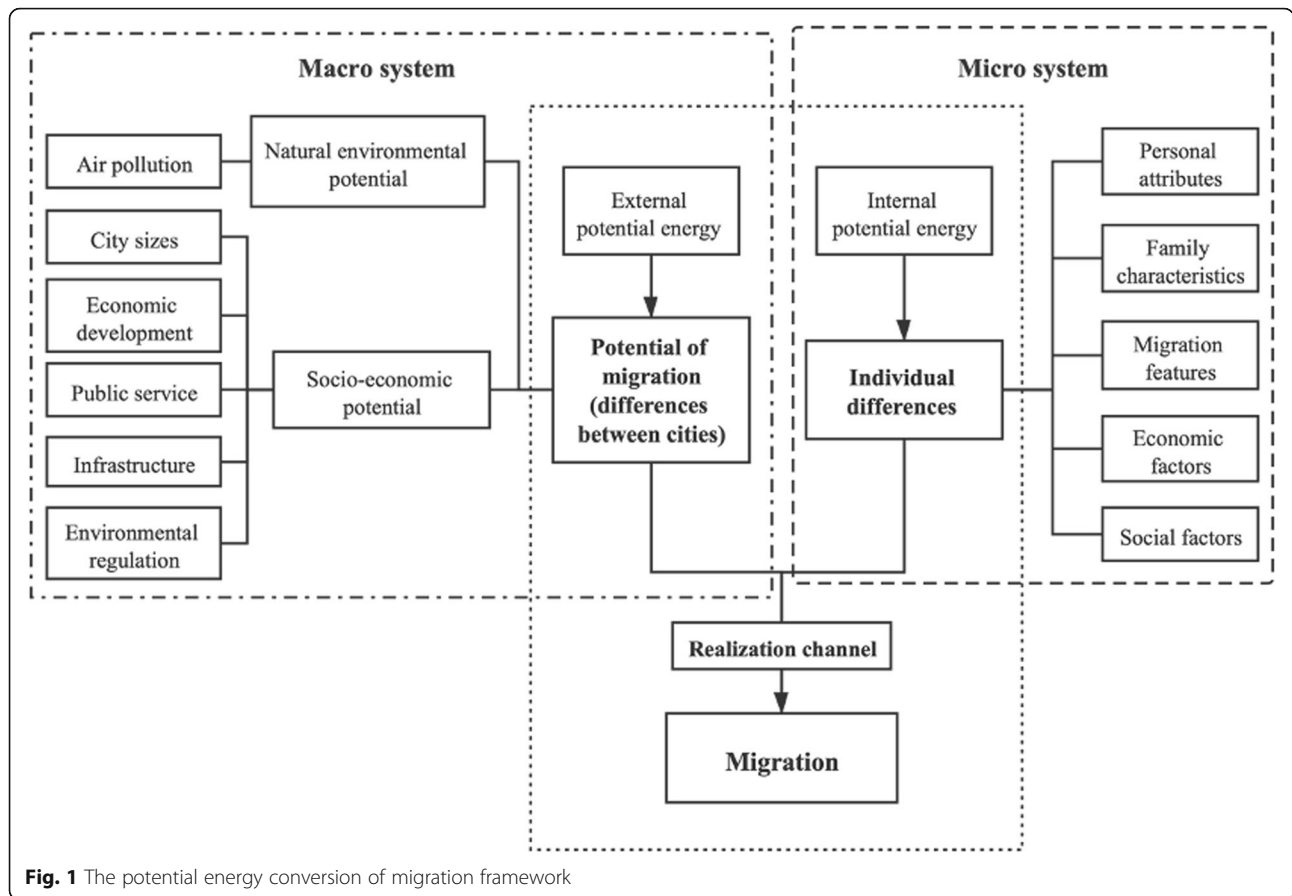 Macro system
Air pollution
Natural environmental
potential
City sizes
Economic
development
Public service
Infrastructure
Environmental
regulation
Socio-economic
potential
External
potential energy
Potential of
migration
(differences
between cities)
Micro system
Internal
potential energy
Individual
differences
Personal
attributes
Family
characteristics
Migration
features
Economic
factors
Social factors
Realization channel
Migration
Fig. 1 The potential energy conversion of migration framework